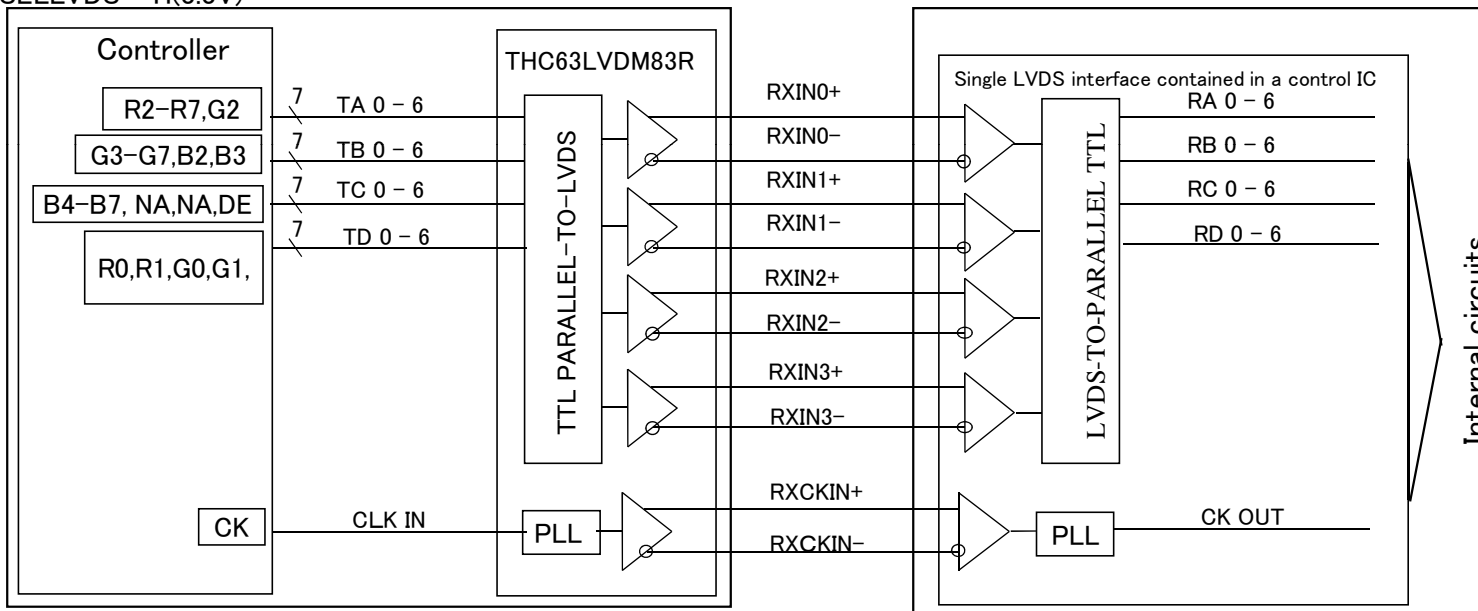 Controller
THC63LVDM83R
Single LVDS interface contained in a control IC
R2-R7,G2
7
TA 0 - 6
RXIN0+
RA 0 - 6
G3-G7,B2,B3
7
TB 0 - 6
RXIN0-
RB 0 - 6
B4-B7, NA,NA,DE
7
TC 0 - 6
RXIN1+
RC 0 - 6
R0,R1,G0,G1,
7
TD 0 - 6
RXIN1-
RD 0 - 6
TTL PARALLEL-TO-LVDS
RXIN2+
RXIN2-
RXIN3+
RXIN3-
LVDS-TO-PARALLEL TTL
Internal circuits
CK
CLK IN
PLL
RXCKIN+
RXCKIN-
PLL
CK OUT